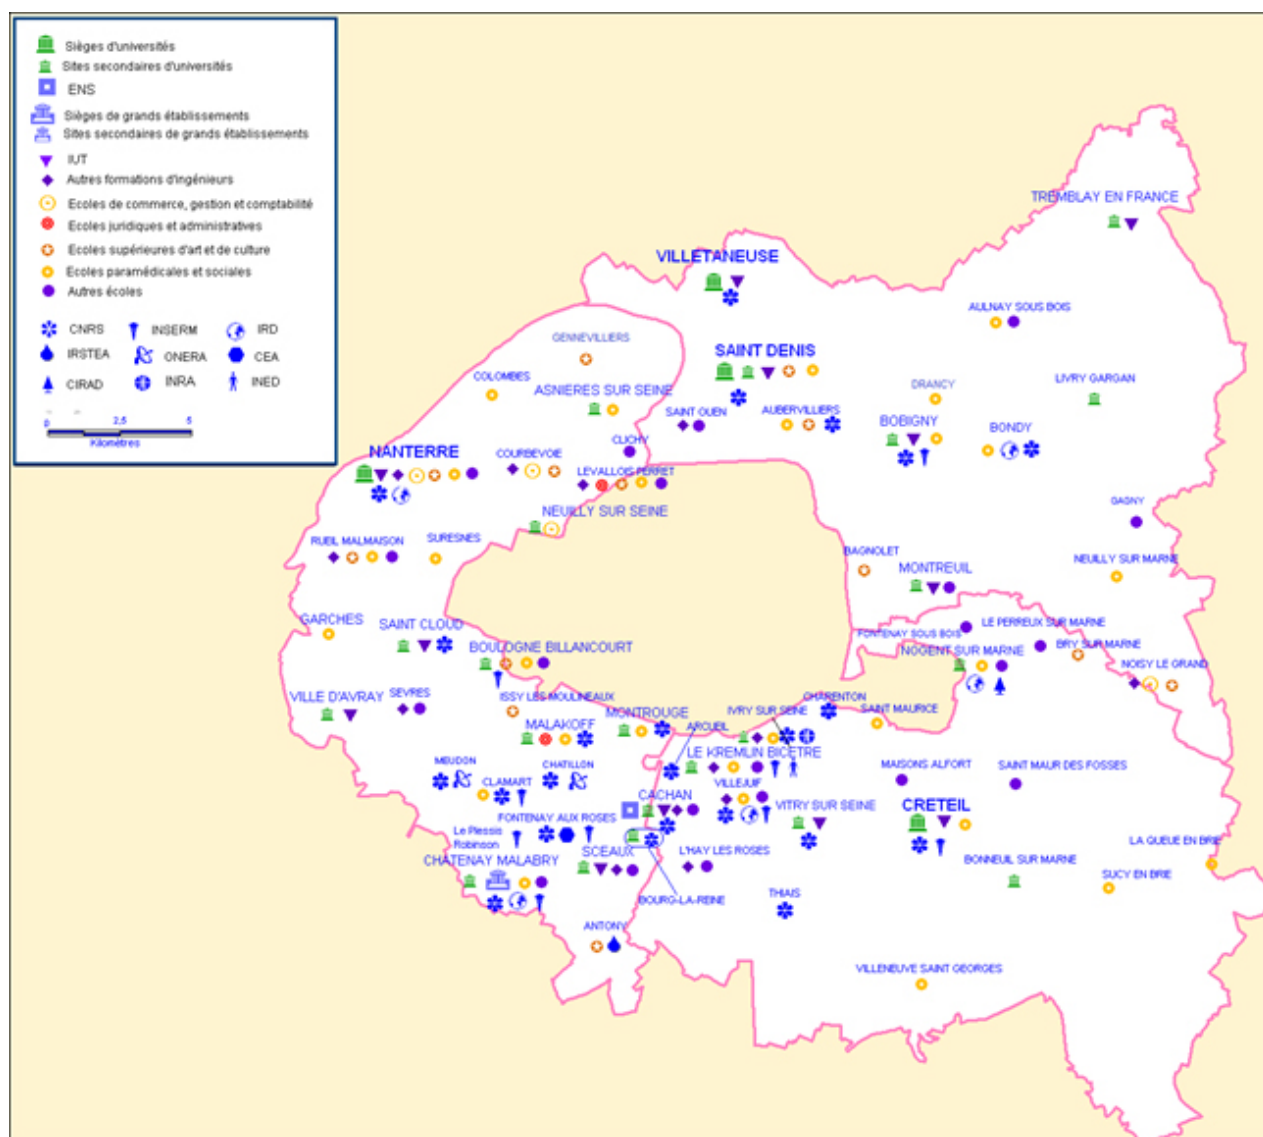 Sièges d'universités
Sites secondaires d'universités
ENS
Sièges de grands établissements
Sites secondaires de grands établissements
IUT
Autres formations d'ingénieurs
Ecoles de commerce, gestion et comptabilité
Ecoles juridiques et administratives
Ecoles supérieures d'art et de culture
Ecoles paramédicales et sociales
Autres écoles
CNRS INSERM IRD
IRSTEA ONERA CEA
CIRAD INRA INED
0 2,5 5
Kilomètres
TREMBLAY EN FRANCE
VILLETANEUSE
AULNAY SOUS BOIS
GENNEVILLIERS
SAINT DENIS
COLOMBES
ASNIERES SUR SEINE
DRANCY
LIVRY GARGAN
SAINT OUEN
AUBERVILLIERS
BOBIGNY
BONDY
CLICHY
NANTERRE
COURBEVOIE
LEVALLOIS PERRET
NEUILLY SUR SEINE
GAGNY
RUEIL MALMAISON
SURESNES
BAGNOLET
MONTREUIL
NEUILLY SUR MARNE
GARCHES
SAINT CLOUD
BOULOGNE BILLANCOURT
FONTENAY SOUS BOIS
LE PERREUX SUR MARNE
NOGENT SUR MARNE
BRY SUR MARNE
NOISY LE GRAND
VILLE D'AVRAY
SEVRES
ISSY LES MOULINEAUX
MONTROUGE
ARCUEIL
IVRY SUR SEINE
CHARENTON
SAINT MAURICE
MALAKOFF
LE KREMLIN BICETRE
MEUDON
CLAMART
CHATILLON
VILLEJUIF
MAISONS ALFORT
SAINT MAUR DES FOSSES
CACHAN
VITRY SUR SEINE
CRETEIL
FONTENAY AUX ROSES
Le Plessis
Robinson
SCEAUX
L'HAY LES ROSES
LA QUEUE EN BRIE
CHATENAY MALABRY
BONNEUIL SUR MARNE
SUCY EN BRIE
BOURG-LA-REINE
THIAIS
ANTONY
VILLENEUVE SAINT GEORGES